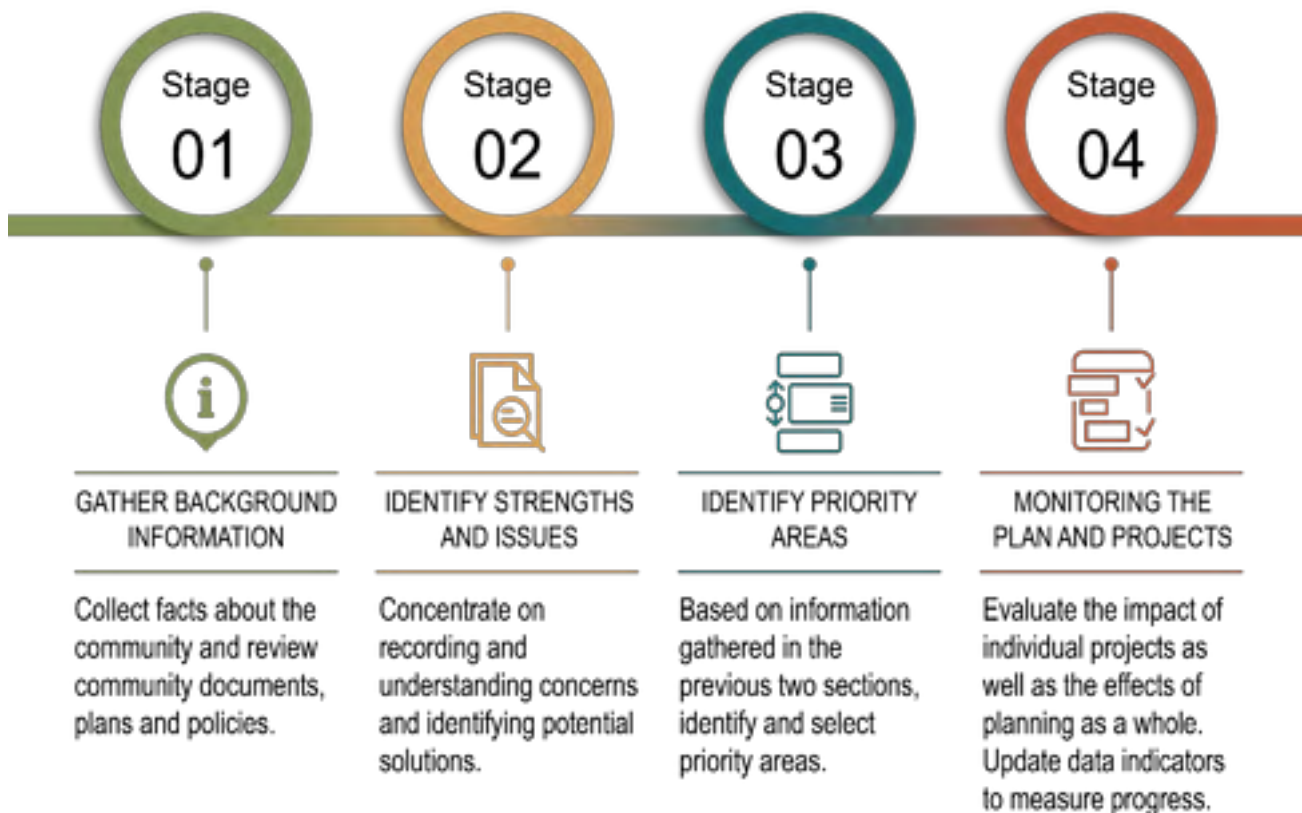 Stage
01
Stage
02
Stage
03
Stage
04
GATHER BACKGROUND
INFORMATION
Collect facts about the
community and review
community documents,
plans and policies.
IDENTIFY STRENGTHS
AND ISSUES
Concentrate on
recording and
understanding concerns
and identifying potential
solutions.
IDENTIFY PRIORITY
AREAS
Based on information
gathered in the
previous two sections,
identify and select
priority areas.
MONITORING THE
PLAN AND PROJECTS
Evaluate the impact of
individual projects as
well as the effects of
planning as a whole.
Update data indicators
to measure progress.